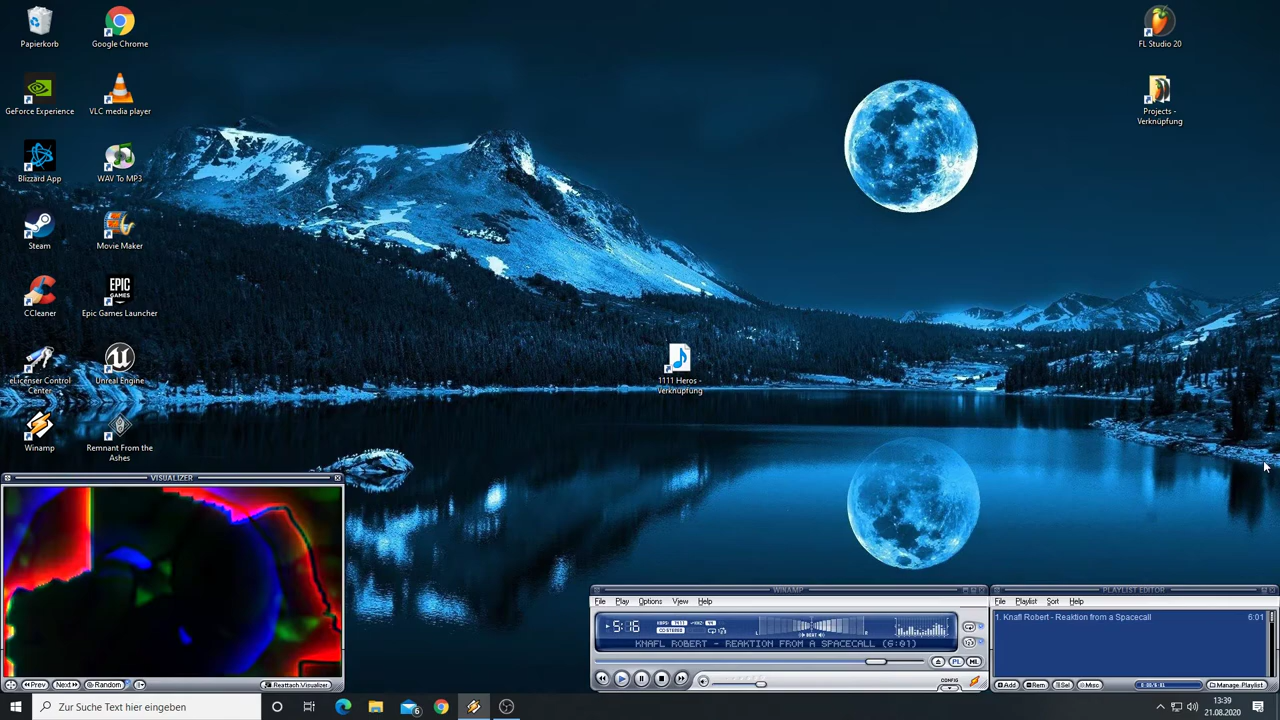 Papierkorb
Google Chrome
GeForce Experience
VLC media player
Blizzard App
WAV To MP3
Steam
Movie Maker
CCleaner
EPIC
GAMES
Epic Games Launcher
eLicenser Control
Center
Unreal Engine
Winamp
Remnant From the
Ashes
FL Studio 20
Projects -
Verknüpfung
1111 Heros -
Verknüpfung
VISUALIZER
Prev
Next
Random
Reattach Visualizer
WINAMP
File Play Options View Help
5:16
KNAFL ROBERT - REAKTION FROM A SPACECALL (6:01)
PL
ML
CONFIG
PLAYLIST EDITOR
File Playlist Sort Help
1. Knafl Robert - Reaktion from a Spacecall 6:01
Add
Rem
Sel
Misc
Manage Playlist
Zur Suche Text hier eingeben
6
13:39
21.08.2020